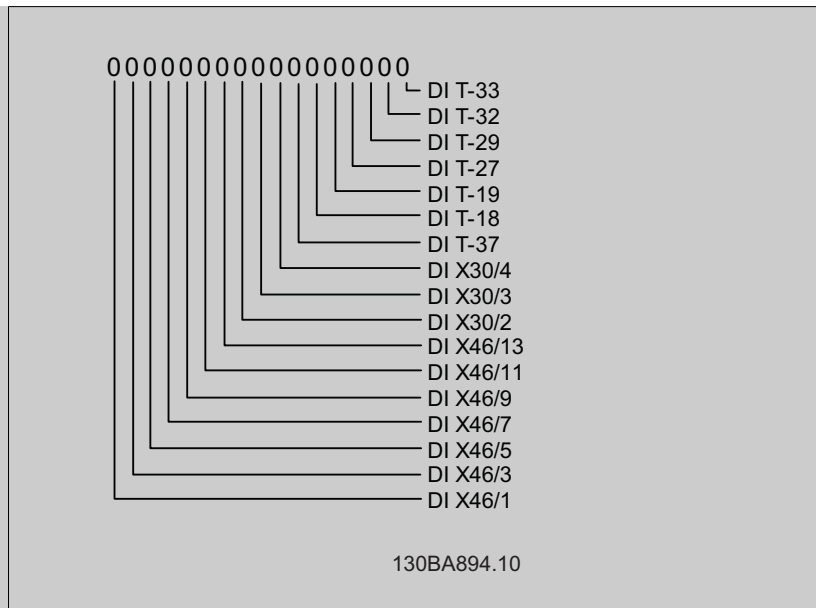 00000000000000000
DI T-33
DI T-32
DI T-29
DI T-27
DI T-19
DI T-18
DI T-37
DI X30/4
DI X30/3
DI X30/2
DI X46/13
DI X46/11
DI X46/9
DI X46/7
DI X46/5
DI X46/3
DI X46/1
130BA894.10